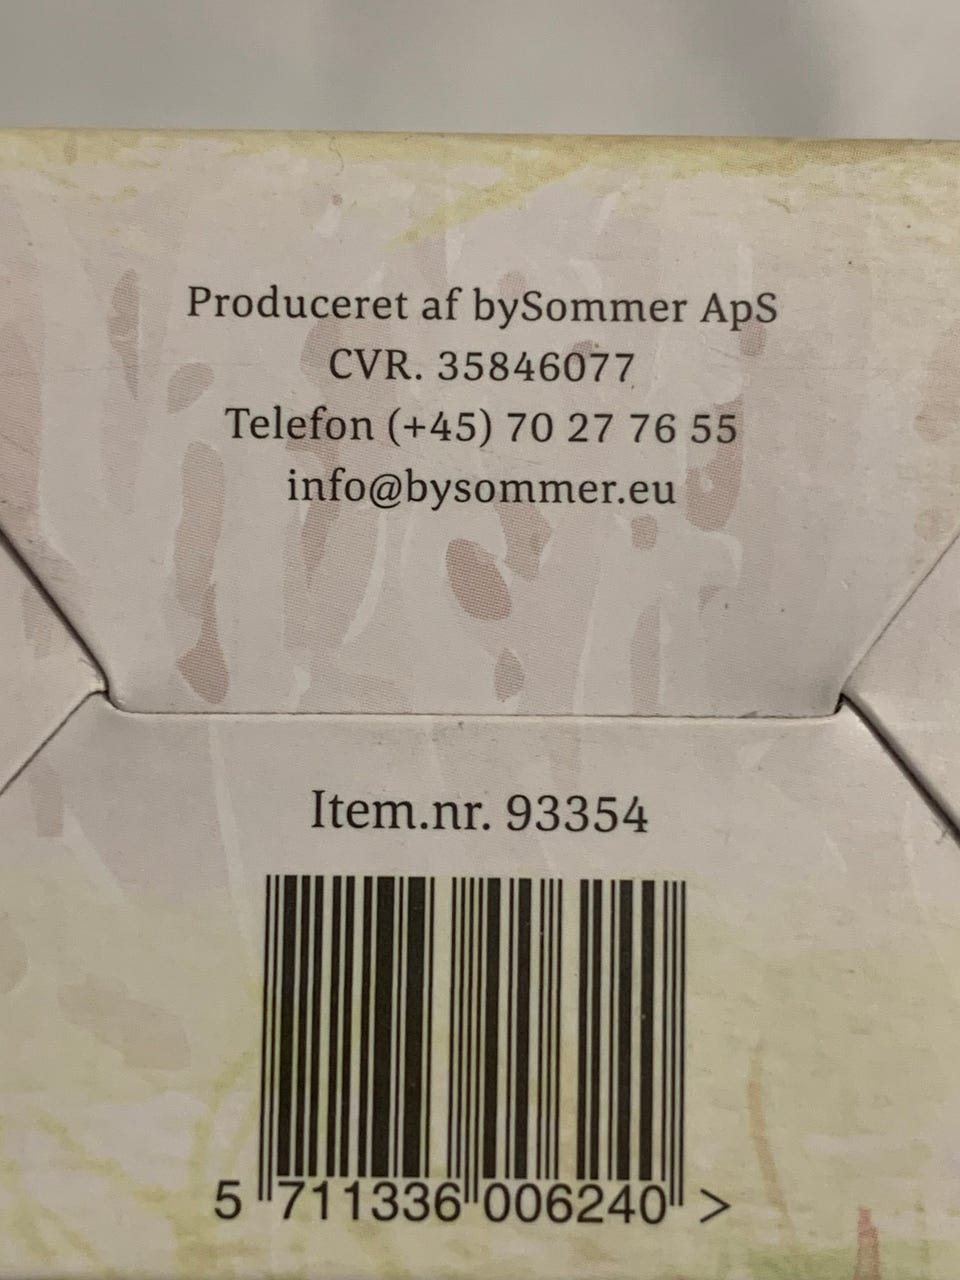 Produceret af bySommer ApS
CVR. 35846077
Telefon (+45) 70 27 76 55
info@bysommer.eu
Item.nr. 93354
5 711336 006240 >